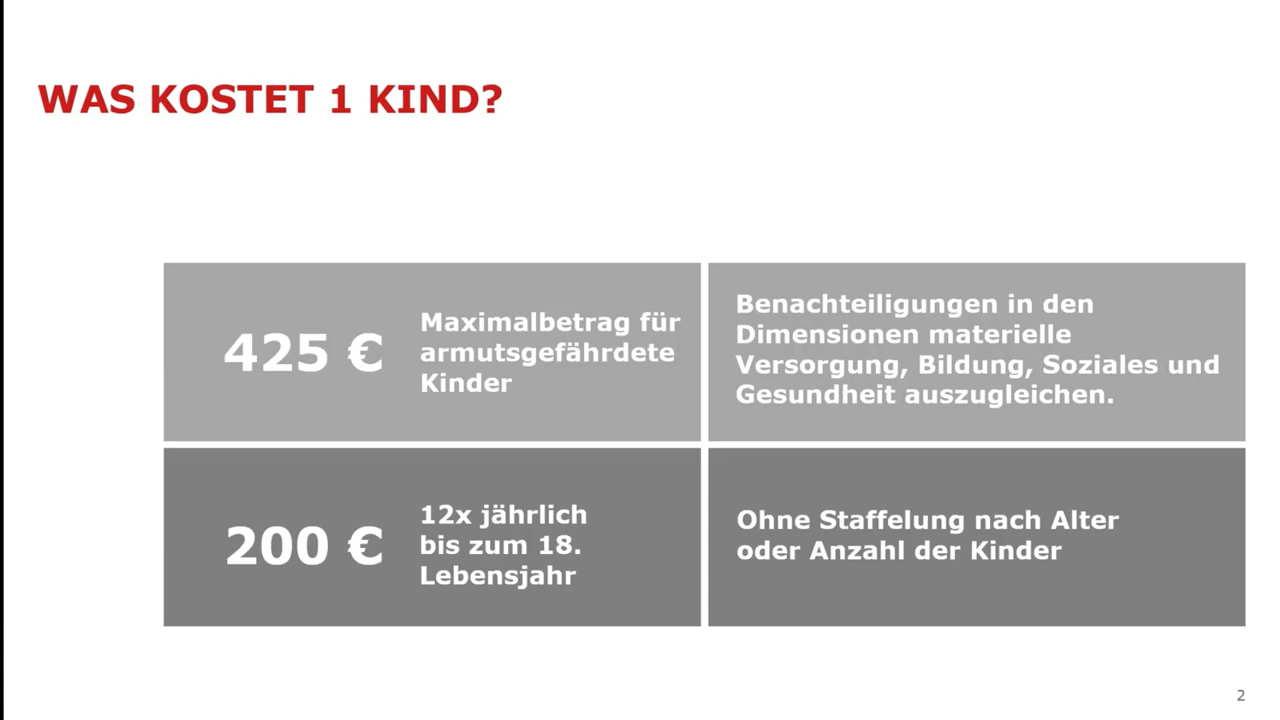 WAS KOSTET 1 KIND?
425 €
Maximalbetrag für
armutsgefährdete
Kinder
Benachteiligungen in den
Dimensionen materielle
Versorgung, Bildung, Soziales und
Gesundheit auszugleichen.
200 €
12x jährlich
bis zum 18.
Lebensjahr
Ohne Staffelung nach Alter
oder Anzahl der Kinder
2